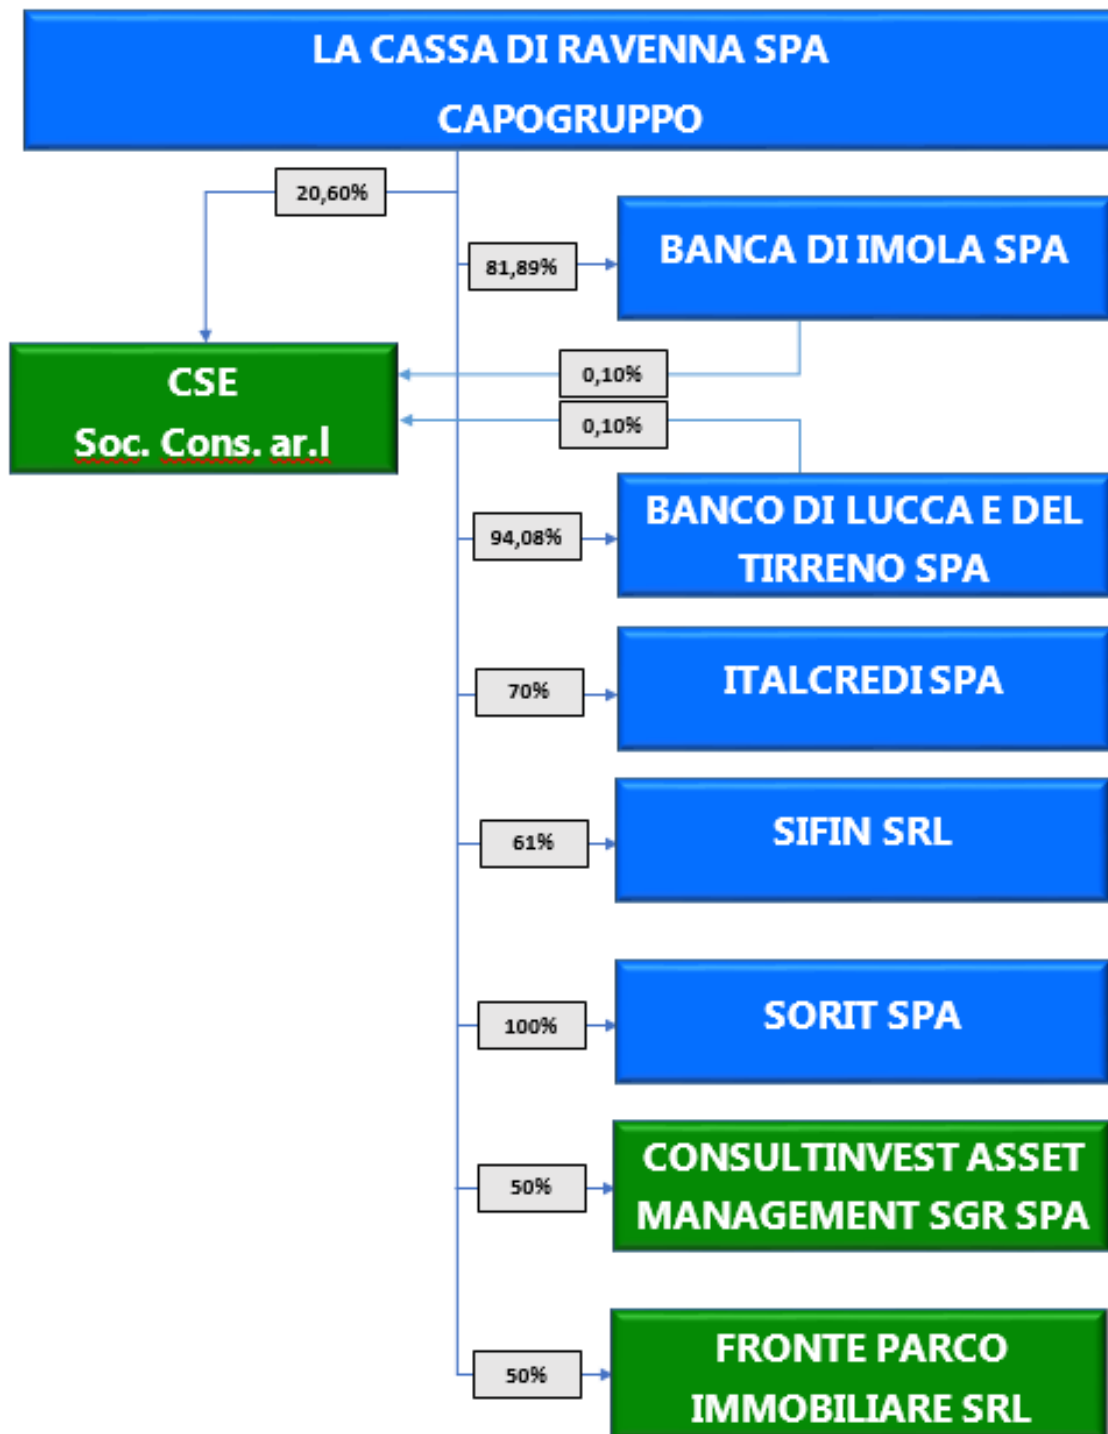 LA CASSA DI RAVENNA SPA
CAPOGRUPPO
20,60%
81,89%
BANCA DI IMOLA SPA
CSE
Soc. Cons. ar.l
0,10%
0,10%
94,08%
BANCO DI LUCCA E DEL
TIRRENO SPA
70%
ITALCREDI SPA
61%
SIFIN SRL
100%
SORIT SPA
50%
CONSULTINVEST ASSET
MANAGEMENT SGR SPA
50%
FRONTE PARCO
IMMOBILIARE SRL